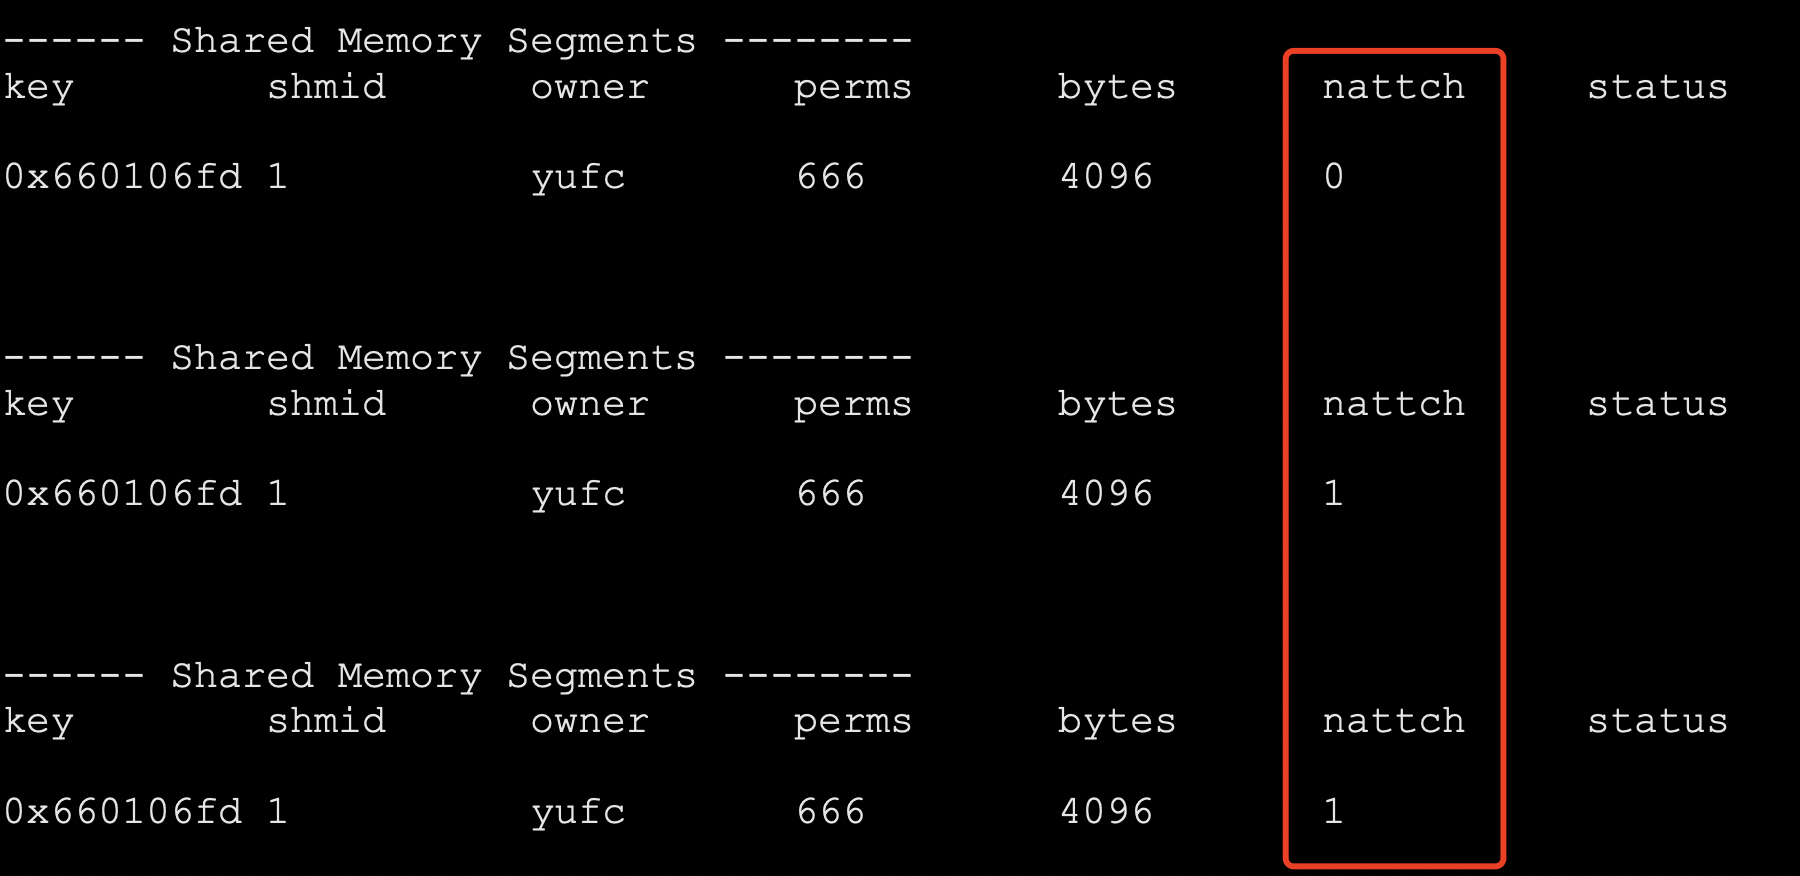 ------ Shared Memory Segments --------
key        shmid      owner      perms      bytes      nattch     status
0x660106fd 1          yufc       666        4096       0
------ Shared Memory Segments --------
key        shmid      owner      perms      bytes      nattch     status
0x660106fd 1          yufc       666        4096       1
------ Shared Memory Segments --------
key        shmid      owner      perms      bytes      nattch     status
0x660106fd 1          yufc       666        4096       1